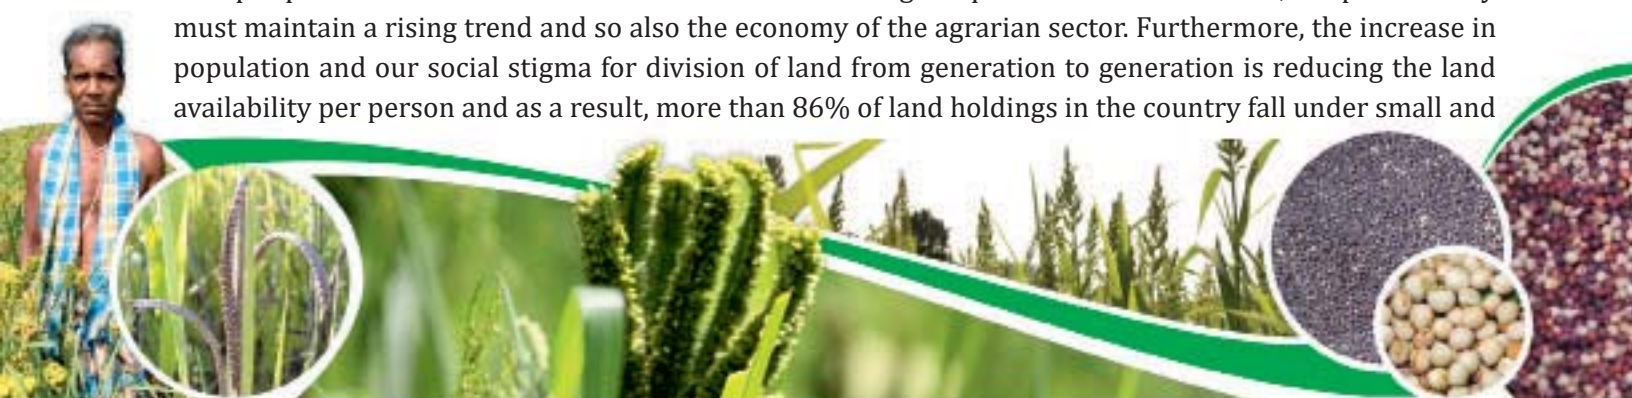 must maintain a rising trend and so also the economy of the agrarian sector. Furthermore, the increase in
population and our social stigma for division of land from generation to generation is reducing the land
availability per person and as a result, more than 86% of land holdings in the country fall under small and